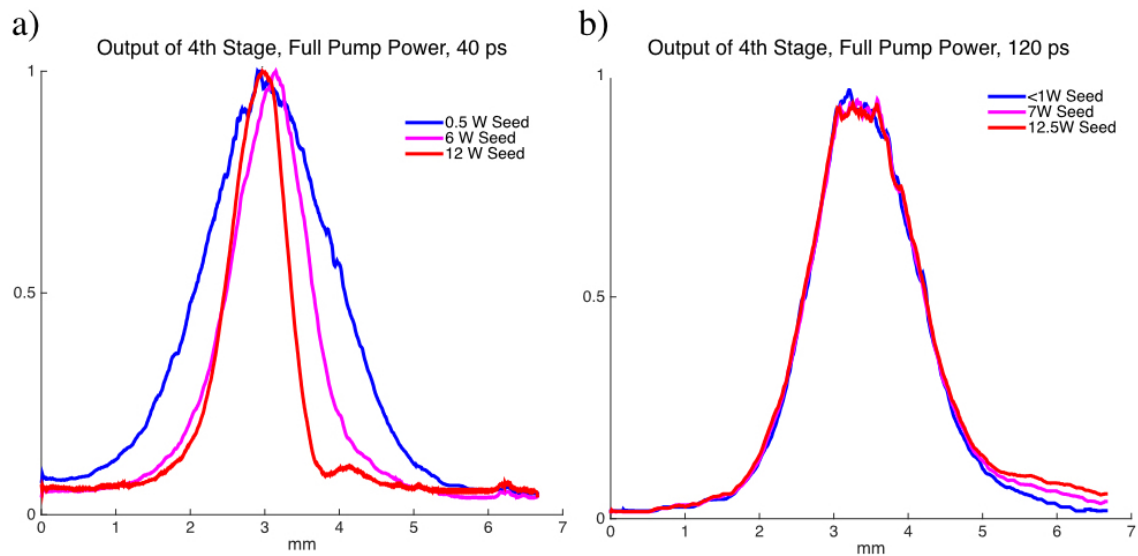 a)
Output of 4th Stage, Full Pump Power, 40 ps
1
0.5 W Seed
6 W Seed
12 W Seed
0.5
0
0 1 2 3 4 5 6 7
mm
b)
Output of 4th Stage, Full Pump Power, 120 ps
1
<1W Seed
7W Seed
12.5W Seed
0.5
0
0 1 2 3 4 5 6 7
mm